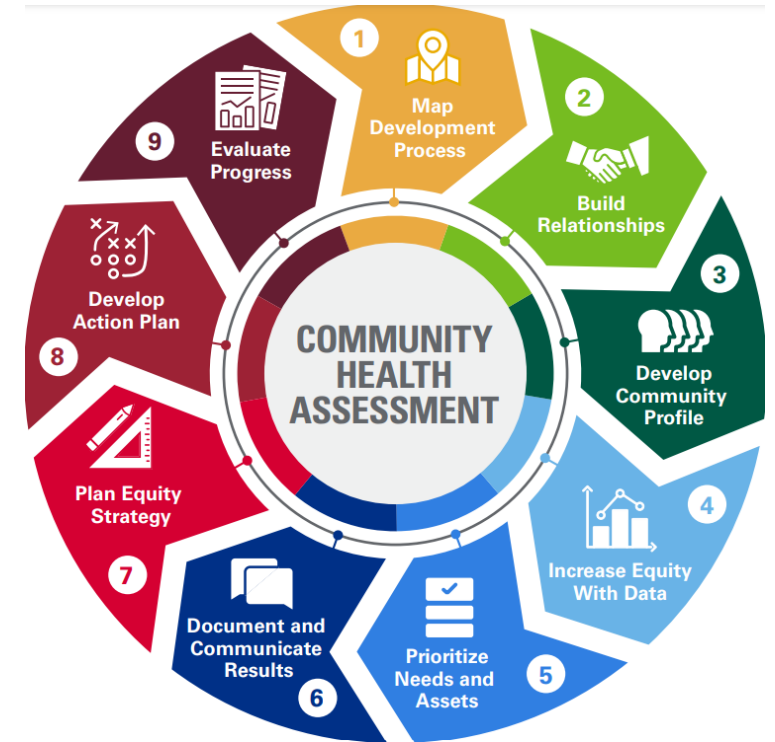 COMMUNITY
HEALTH
ASSESSMENT
1
Map
Development
Process
2
Build
Relationships
3
Develop
Community
Profile
4
Increase Equity
With Data
5
Prioritize
Needs and
Assets
6
Document and
Communicate
Results
7
Plan Equity
Strategy
8
Develop
Action Plan
9
Evaluate
Progress